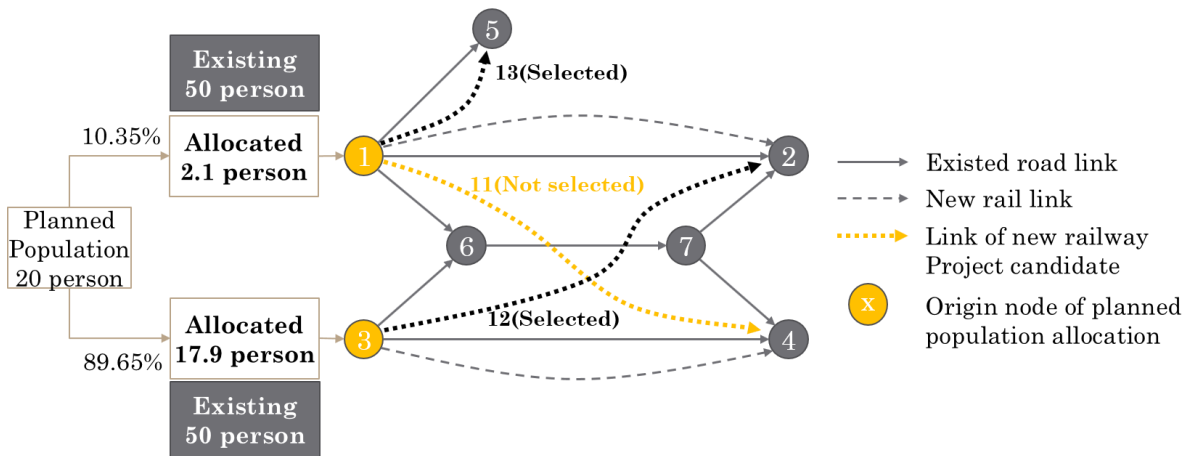 Existing
50 person
10.35%
Allocated
2.1 person
Planned
Population
20 person
Allocated
17.9 person
89.65%
Existing
50 person
5
13(Selected)
1
2
11(Not selected)
6
7
12(Selected)
3
4
Existed road link
New rail link
Link of new railway
Project candidate
x
Origin node of planned
population allocation